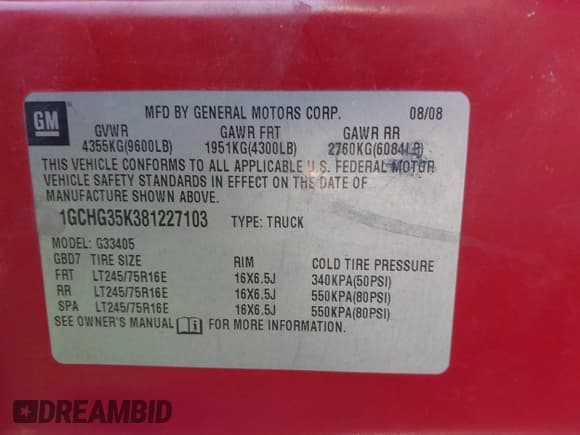 GM
MFD BY GENERAL MOTORS CORP. 08/08
GVWR GAWR FRT GAWR RR
4355KG(9600LB) 1951KG(4300LB) 2760KG(6084LB)
THIS VEHICLE CONFORMS TO ALL APPLICABLE U.S. FEDERAL MOTOR
VEHICLE SAFETY STANDARDS IN EFFECT ON THE DATE OF
MANUFACTURE SHOWN ABOVE.
1GCHG35K381227103 TYPE: TRUCK
MODEL: G33405
GBD7 TIRE SIZE RIM COLD TIRE PRESSURE
FRT LT245/75R16E 16X6.5J 340KPA(50PSI)
RR LT245/75R16E 16X6.5J 550KPA(80PSI)
SPA LT245/75R16E 16X6.5J 550KPA(80PSI)
SEE OWNER'S MANUAL FOR MORE INFORMATION.
DREAMBID